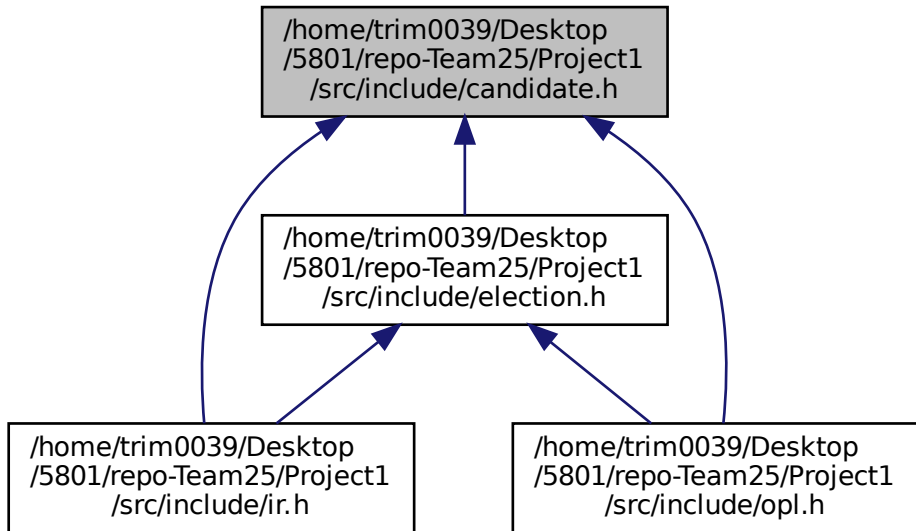 /home/trim0039/Desktop
/5801/repo-Team25/Project1
/src/include/candidate.h
/home/trim0039/Desktop
/5801/repo-Team25/Project1
/src/include/election.h
/home/trim0039/Desktop
/5801/repo-Team25/Project1
/src/include/ir.h
/home/trim0039/Desktop
/5801/repo-Team25/Project1
/src/include/opl.h